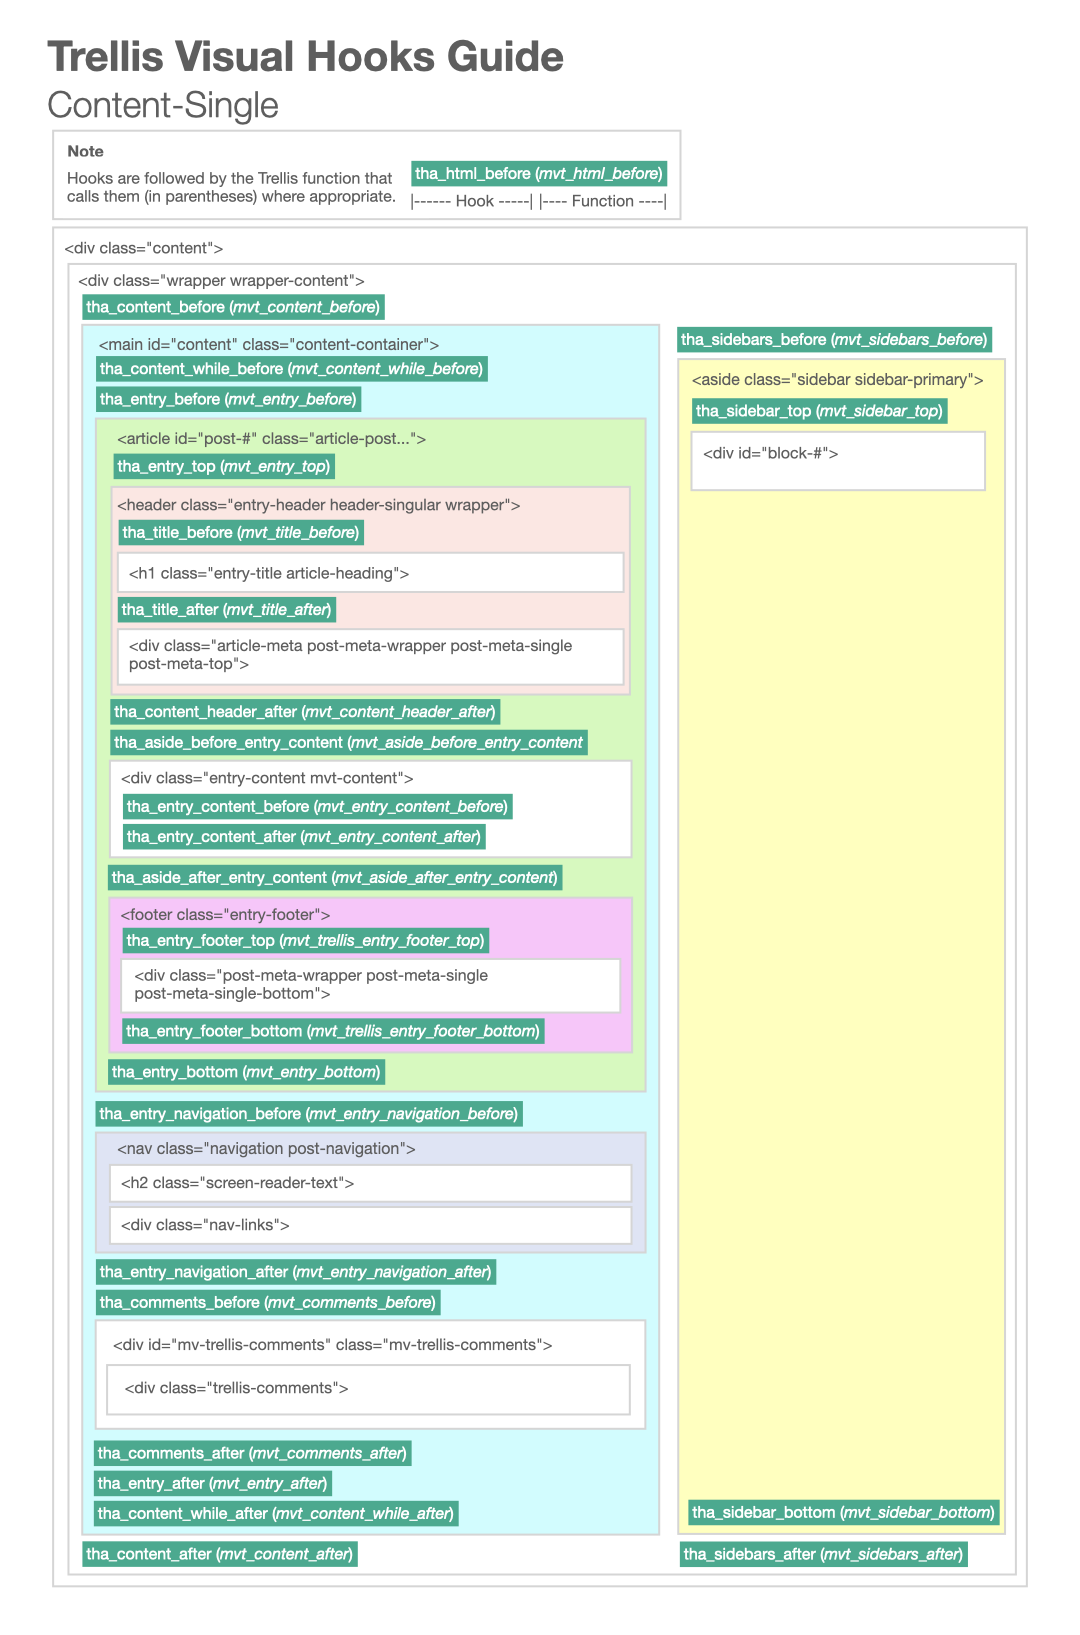 Trellis Visual Hooks Guide
Content-Single
Note
Hooks are followed by the Trellis function that
calls them (in parentheses) where appropriate.
tha_html_before (mvt_html_before)
|------ Hook -----| |---- Function ----|
<div class="content">
<div class="wrapper wrapper-content">
tha_content_before (mvt_content_before)
<main id="content" class="content-container">
tha_content_while_before (mvt_content_while_before)
tha_entry_before (mvt_entry_before)
<article id="post-#" class="article-post...">
tha_entry_top (mvt_entry_top)
<header class="entry-header header-singular wrapper">
tha_title_before (mvt_title_before)
<h1 class="entry-title article-heading">
tha_title_after (mvt_title_after)
<div class="article-meta post-meta-wrapper post-meta-single
post-meta-top">
tha_content_header_after (mvt_content_header_after)
tha_aside_before_entry_content (mvt_aside_before_entry_content
<div class="entry-content mvt-content">
tha_entry_content_before (mvt_entry_content_before)
tha_entry_content_after (mvt_entry_content_after)
tha_aside_after_entry_content (mvt_aside_after_entry_content)
<footer class="entry-footer">
tha_entry_footer_top (mvt_trellis_entry_footer_top)
<div class="post-meta-wrapper post-meta-single
post-meta-single-bottom">
tha_entry_footer_bottom (mvt_trellis_entry_footer_bottom)
tha_entry_bottom (mvt_entry_bottom)
tha_entry_navigation_before (mvt_entry_navigation_before)
<nav class="navigation post-navigation">
<h2 class="screen-reader-text">
<div class="nav-links">
tha_entry_navigation_after (mvt_entry_navigation_after)
tha_comments_before (mvt_comments_before)
<div id="mv-trellis-comments" class="mv-trellis-comments">
<div class="trellis-comments">
tha_comments_after (mvt_comments_after)
tha_entry_after (mvt_entry_after)
tha_content_while_after (mvt_content_while_after)
tha_content_after (mvt_content_after)
tha_sidebars_before (mvt_sidebars_before)
<aside class="sidebar sidebar-primary">
tha_sidebar_top (mvt_sidebar_top)
<div id="block-#">
tha_sidebar_bottom (mvt_sidebar_bottom)
tha_sidebars_after (mvt_sidebars_after)